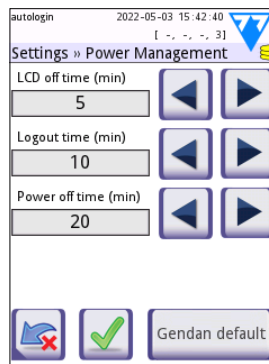 autologin 2022-05-03 15:42:40
[ -, -, -, 3]
Settings » Power Management
LCD off time (min)
5
Logout time (min)
10
Power off time (min)
20
Gendan default